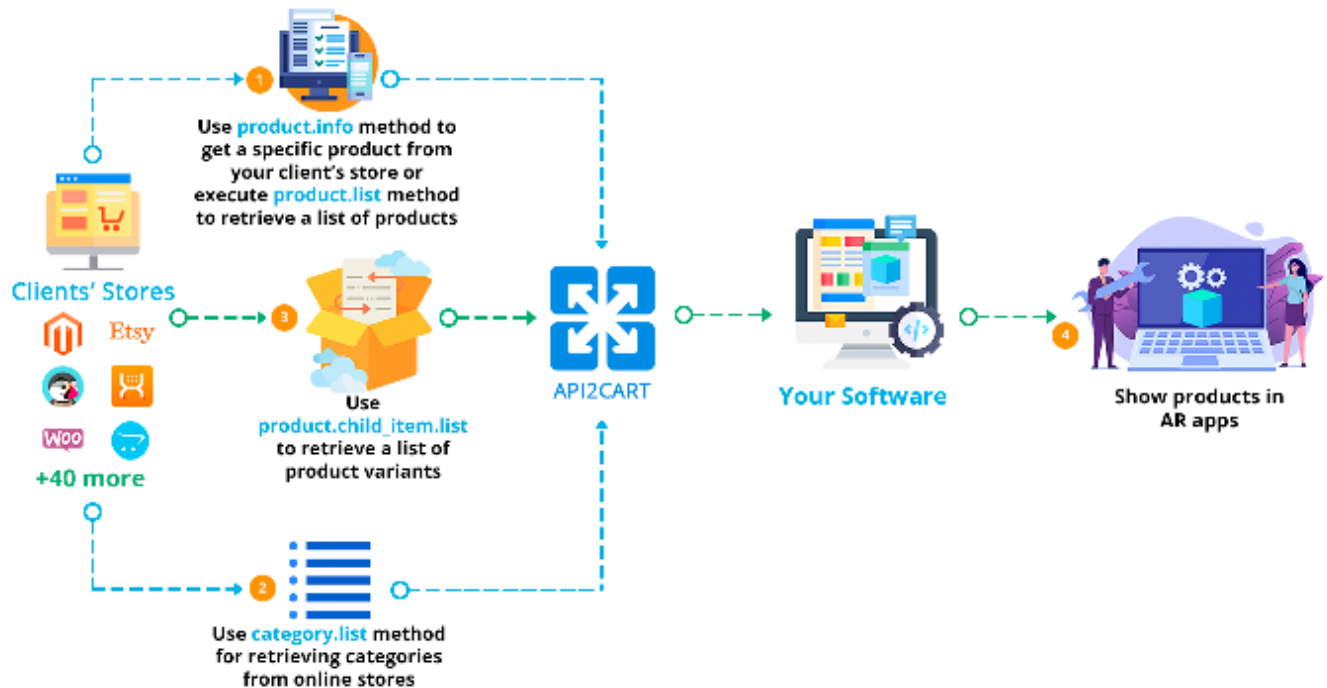 1
Use product.info method to
get a specific product from
your client's store or
execute product.list method
to retrieve a list of products
Clients' Stores
Etsy
WOO
+40 more
3
Use
product.child_item.list
to retrieve a list of
product variants
2
Use category.list method
for retrieving categories
from online stores
API2CART
</>
Your Software
4
Show products in
AR apps